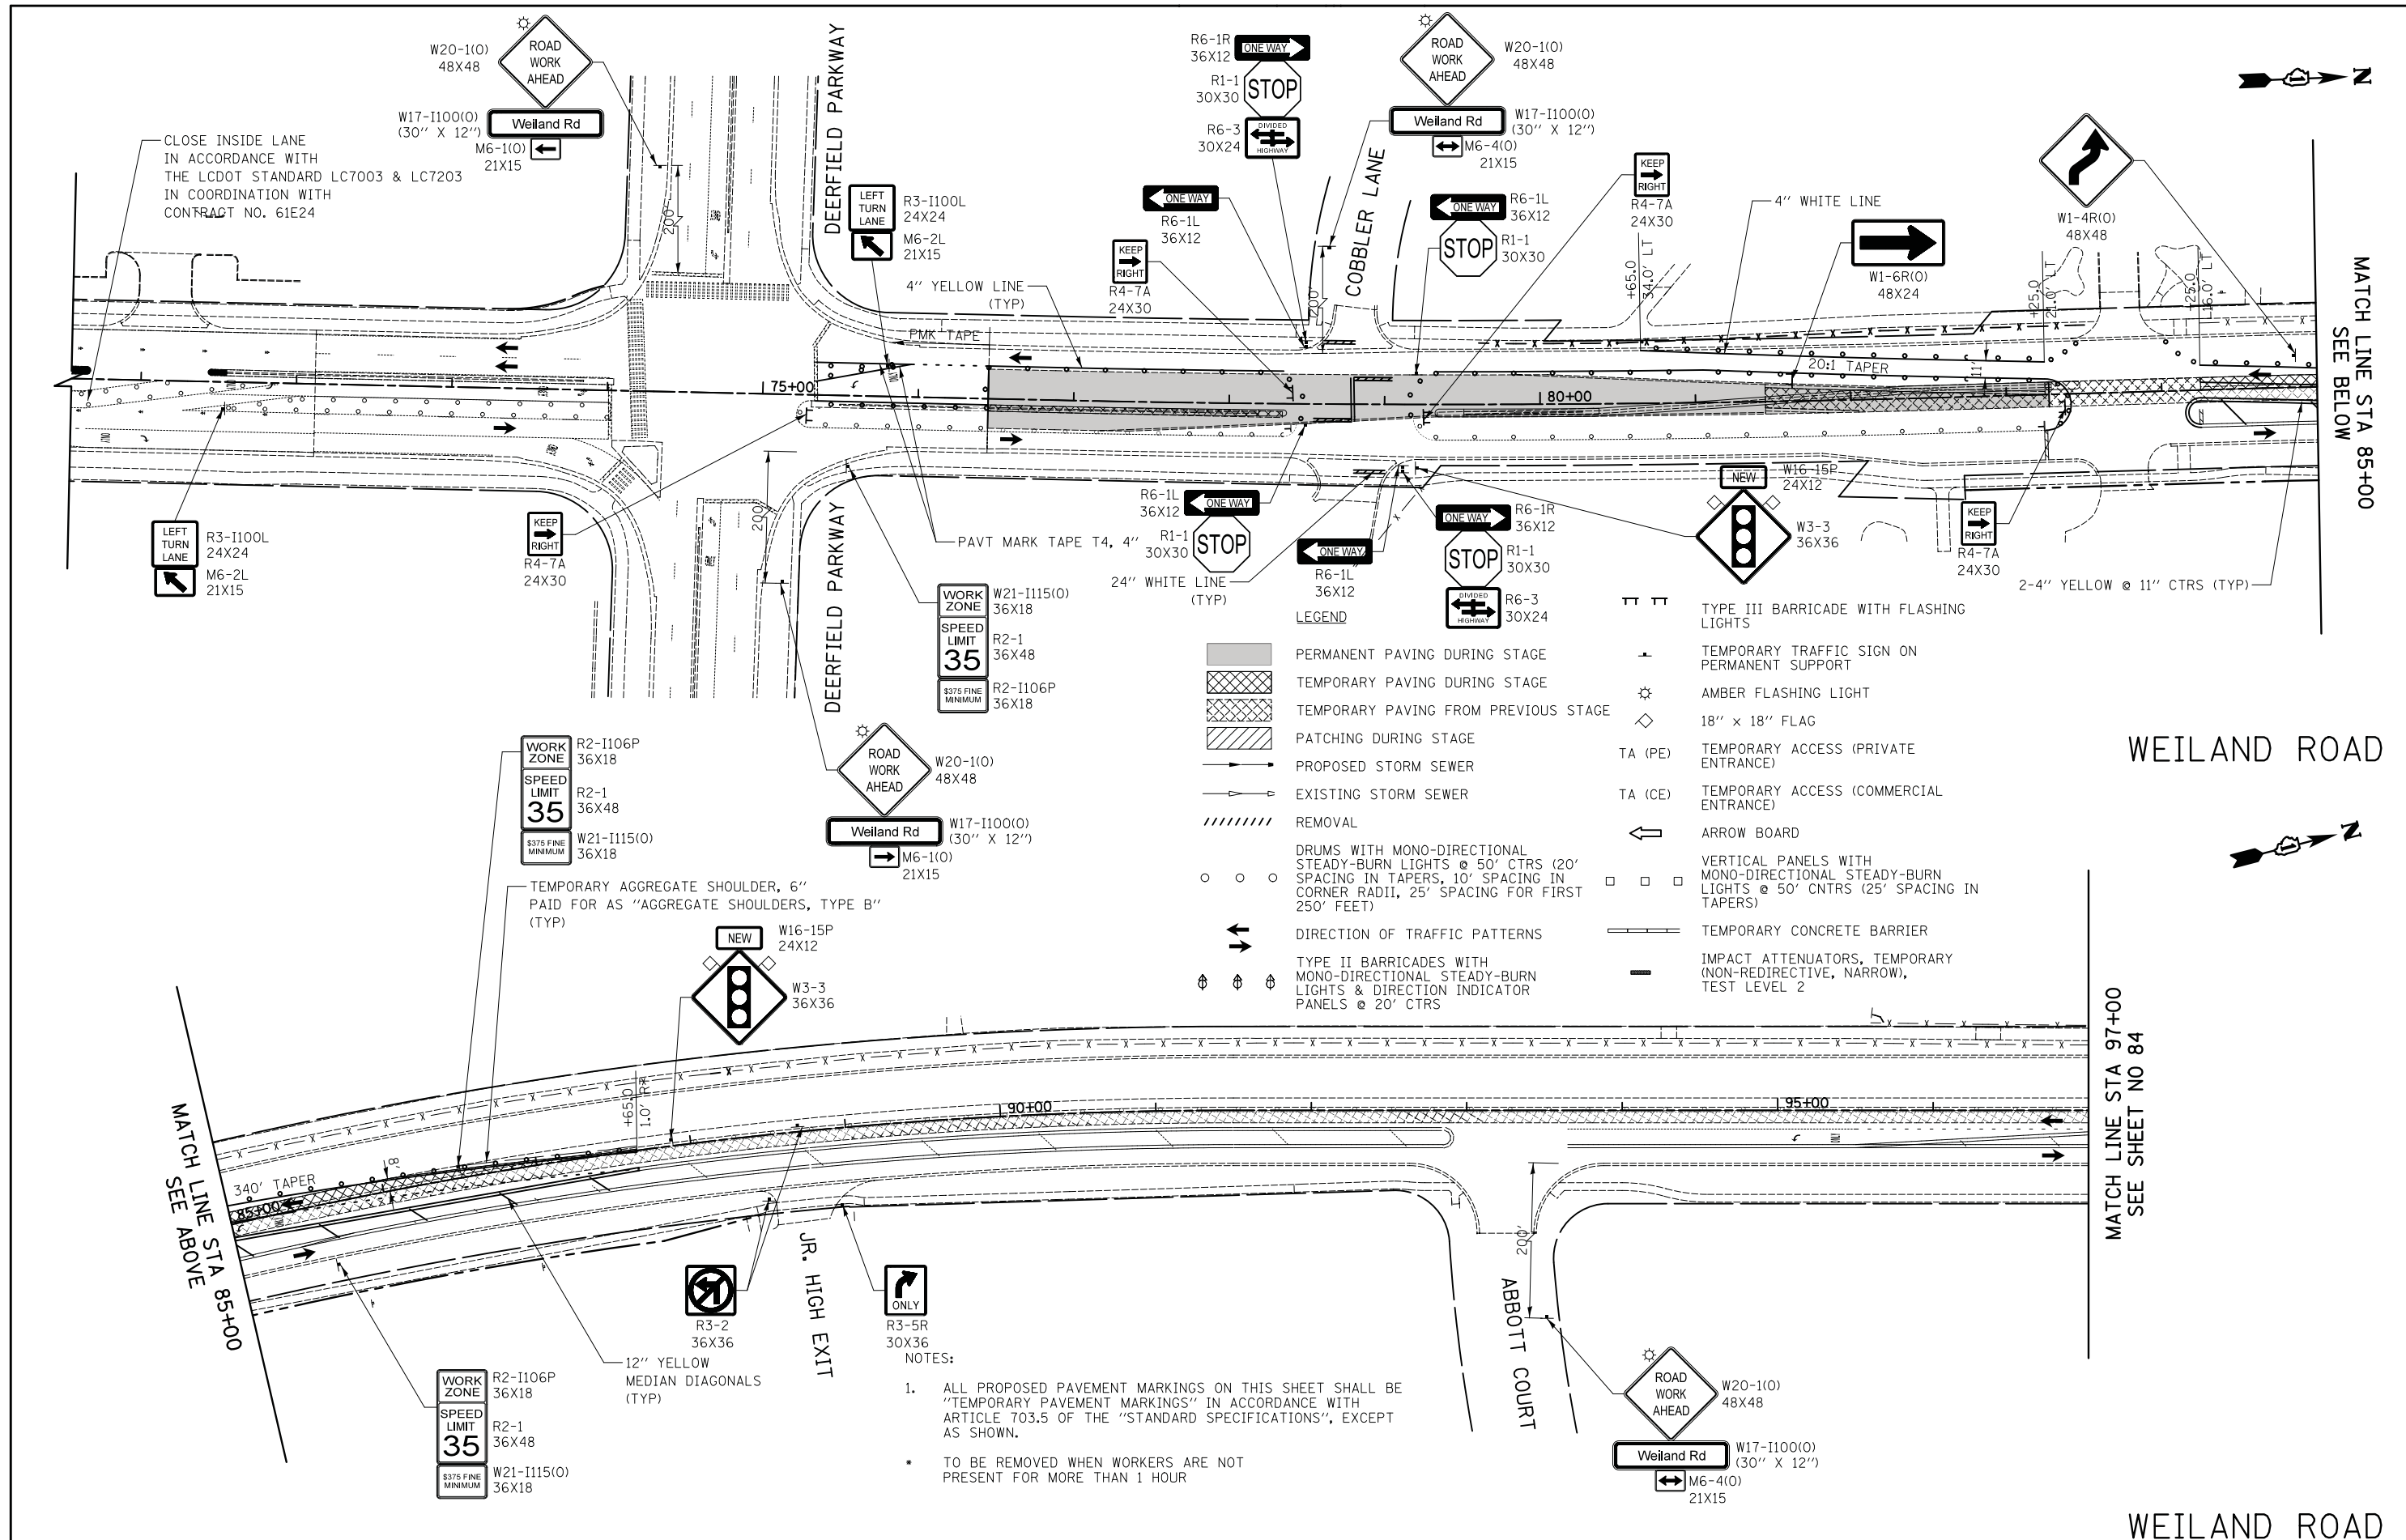 ROAD
WORK
AHEAD
W20-1(O)
48X48
W17-I100(O)
(30" X 12")
Weiland Rd
M6-1(O)
21X15
DEERFIELD PARKWAY
CLOSE INSIDE LANE
IN ACCORDANCE WITH
THE LCDOT STANDARD LC7003 & LC7203
IN COORDINATION WITH
CONTRACT NO. 61E24
200'
LEFT
TURN
LANE
R3-I100L
24X24
M6-2L
21X15
4" YELLOW LINE
(TYP)
PMK TAPE
R6-1R
36X12
ONE WAY
R1-1
30X30
STOP
R6-3
30X24
DIVIDED
HIGHWAY
ONE WAY
R6-1L
36X12
KEEP
RIGHT
R4-7A
24X30
ROAD
WORK
AHEAD
W20-1(O)
48X48
Weiland Rd
W17-I100(O)
(30" X 12")
M6-4(O)
21X15
200'
COBBLER LANE
ONE WAY
R6-1L
36X12
STOP
R1-1
30X30
KEEP
RIGHT
R4-7A
24X30
4" WHITE LINE
+65.0
34.0' LT
W1-6R(O)
48X24
W1-4R(O)
48X48
N
+25.0
21.0' LT
+25.0
16.0' LT
20:1 TAPER
11'
MATCH LINE STA 85+00
SEE BELOW
75+00
80+00
ONLY
LEFT
TURN
LANE
R3-I100L
24X24
M6-2L
21X15
KEEP
RIGHT
R4-7A
24X30
200'
DEERFIELD PARKWAY
PAVT MARK TAPE T4, 4"
WORK
ZONE
W21-I115(O)
36X18
SPEED
LIMIT
35
R2-1
36X48
$375 FINE
MINIMUM
R2-I106P
36X18
R6-1L
36X12
ONE WAY
R1-1
30X30
STOP
24" WHITE LINE
(TYP)
ONE WAY
R6-1L
36X12
ONE WAY
R6-1R
36X12
STOP
R1-1
30X30
DIVIDED
HIGHWAY
R6-3
30X24
NEW
W16-15P
24X12
W3-3
36X36
KEEP
RIGHT
R4-7A
24X30
2-4" YELLOW @ 11" CTRS (TYP)
LEGEND
PERMANENT PAVING DURING STAGE
TEMPORARY PAVING DURING STAGE
TEMPORARY PAVING FROM PREVIOUS STAGE
PATCHING DURING STAGE
PROPOSED STORM SEWER
EXISTING STORM SEWER
REMOVAL
DRUMS WITH MONO-DIRECTIONAL
STEADY-BURN LIGHTS @ 50' CTRS (20'
SPACING IN TAPERS, 10' SPACING IN
CORNER RADII, 25' SPACING FOR FIRST
250' FEET)
DIRECTION OF TRAFFIC PATTERNS
TYPE II BARRICADES WITH
MONO-DIRECTIONAL STEADY-BURN
LIGHTS & DIRECTION INDICATOR
PANELS @ 20' CTRS
TYPE III BARRICADE WITH FLASHING
LIGHTS
TEMPORARY TRAFFIC SIGN ON
PERMANENT SUPPORT
AMBER FLASHING LIGHT
18" x 18" FLAG
TA (PE)
TEMPORARY ACCESS (PRIVATE
ENTRANCE)
TA (CE)
TEMPORARY ACCESS (COMMERCIAL
ENTRANCE)
ARROW BOARD
VERTICAL PANELS WITH
MONO-DIRECTIONAL STEADY-BURN
LIGHTS @ 50' CNTRS (25' SPACING IN
TAPERS)
TEMPORARY CONCRETE BARRIER
IMPACT ATTENUATORS, TEMPORARY
(NON-REDIRECTIVE, NARROW),
TEST LEVEL 2
WEILAND ROAD
N
ROAD
WORK
AHEAD
W20-1(O)
48X48
Weiland Rd
W17-I100(O)
(30" X 12")
M6-1(O)
21X15
WORK
ZONE
R2-I106P
36X18
SPEED
LIMIT
35
R2-1
36X48
$375 FINE
MINIMUM
W21-I115(O)
36X18
TEMPORARY AGGREGATE SHOULDER, 6"
PAID FOR AS "AGGREGATE SHOULDERS, TYPE B"
(TYP)
NEW
W16-15P
24X12
W3-3
36X36
MATCH LINE STA 85+00
SEE ABOVE
340' TAPER
85+00
8'
+65.0
1.0' RT
90+00
95+00
MATCH LINE STA 97+00
SEE SHEET NO 84
R3-2
36X36
JR. HIGH EXIT
ONLY
R3-5R
30X36
12" YELLOW
MEDIAN DIAGONALS
(TYP)
WORK
ZONE
R2-I106P
36X18
SPEED
LIMIT
35
R2-1
36X48
$375 FINE
MINIMUM
W21-I115(O)
36X18
NOTES:
1. ALL PROPOSED PAVEMENT MARKINGS ON THIS SHEET SHALL BE
"TEMPORARY PAVEMENT MARKINGS" IN ACCORDANCE WITH
ARTICLE 703.5 OF THE "STANDARD SPECIFICATIONS", EXCEPT
AS SHOWN.
* TO BE REMOVED WHEN WORKERS ARE NOT
PRESENT FOR MORE THAN 1 HOUR
200'
ABBOTT COURT
ROAD
WORK
AHEAD
W20-1(O)
48X48
Weiland Rd
W17-I100(O)
(30" X 12")
M6-4(O)
21X15
WEILAND ROAD